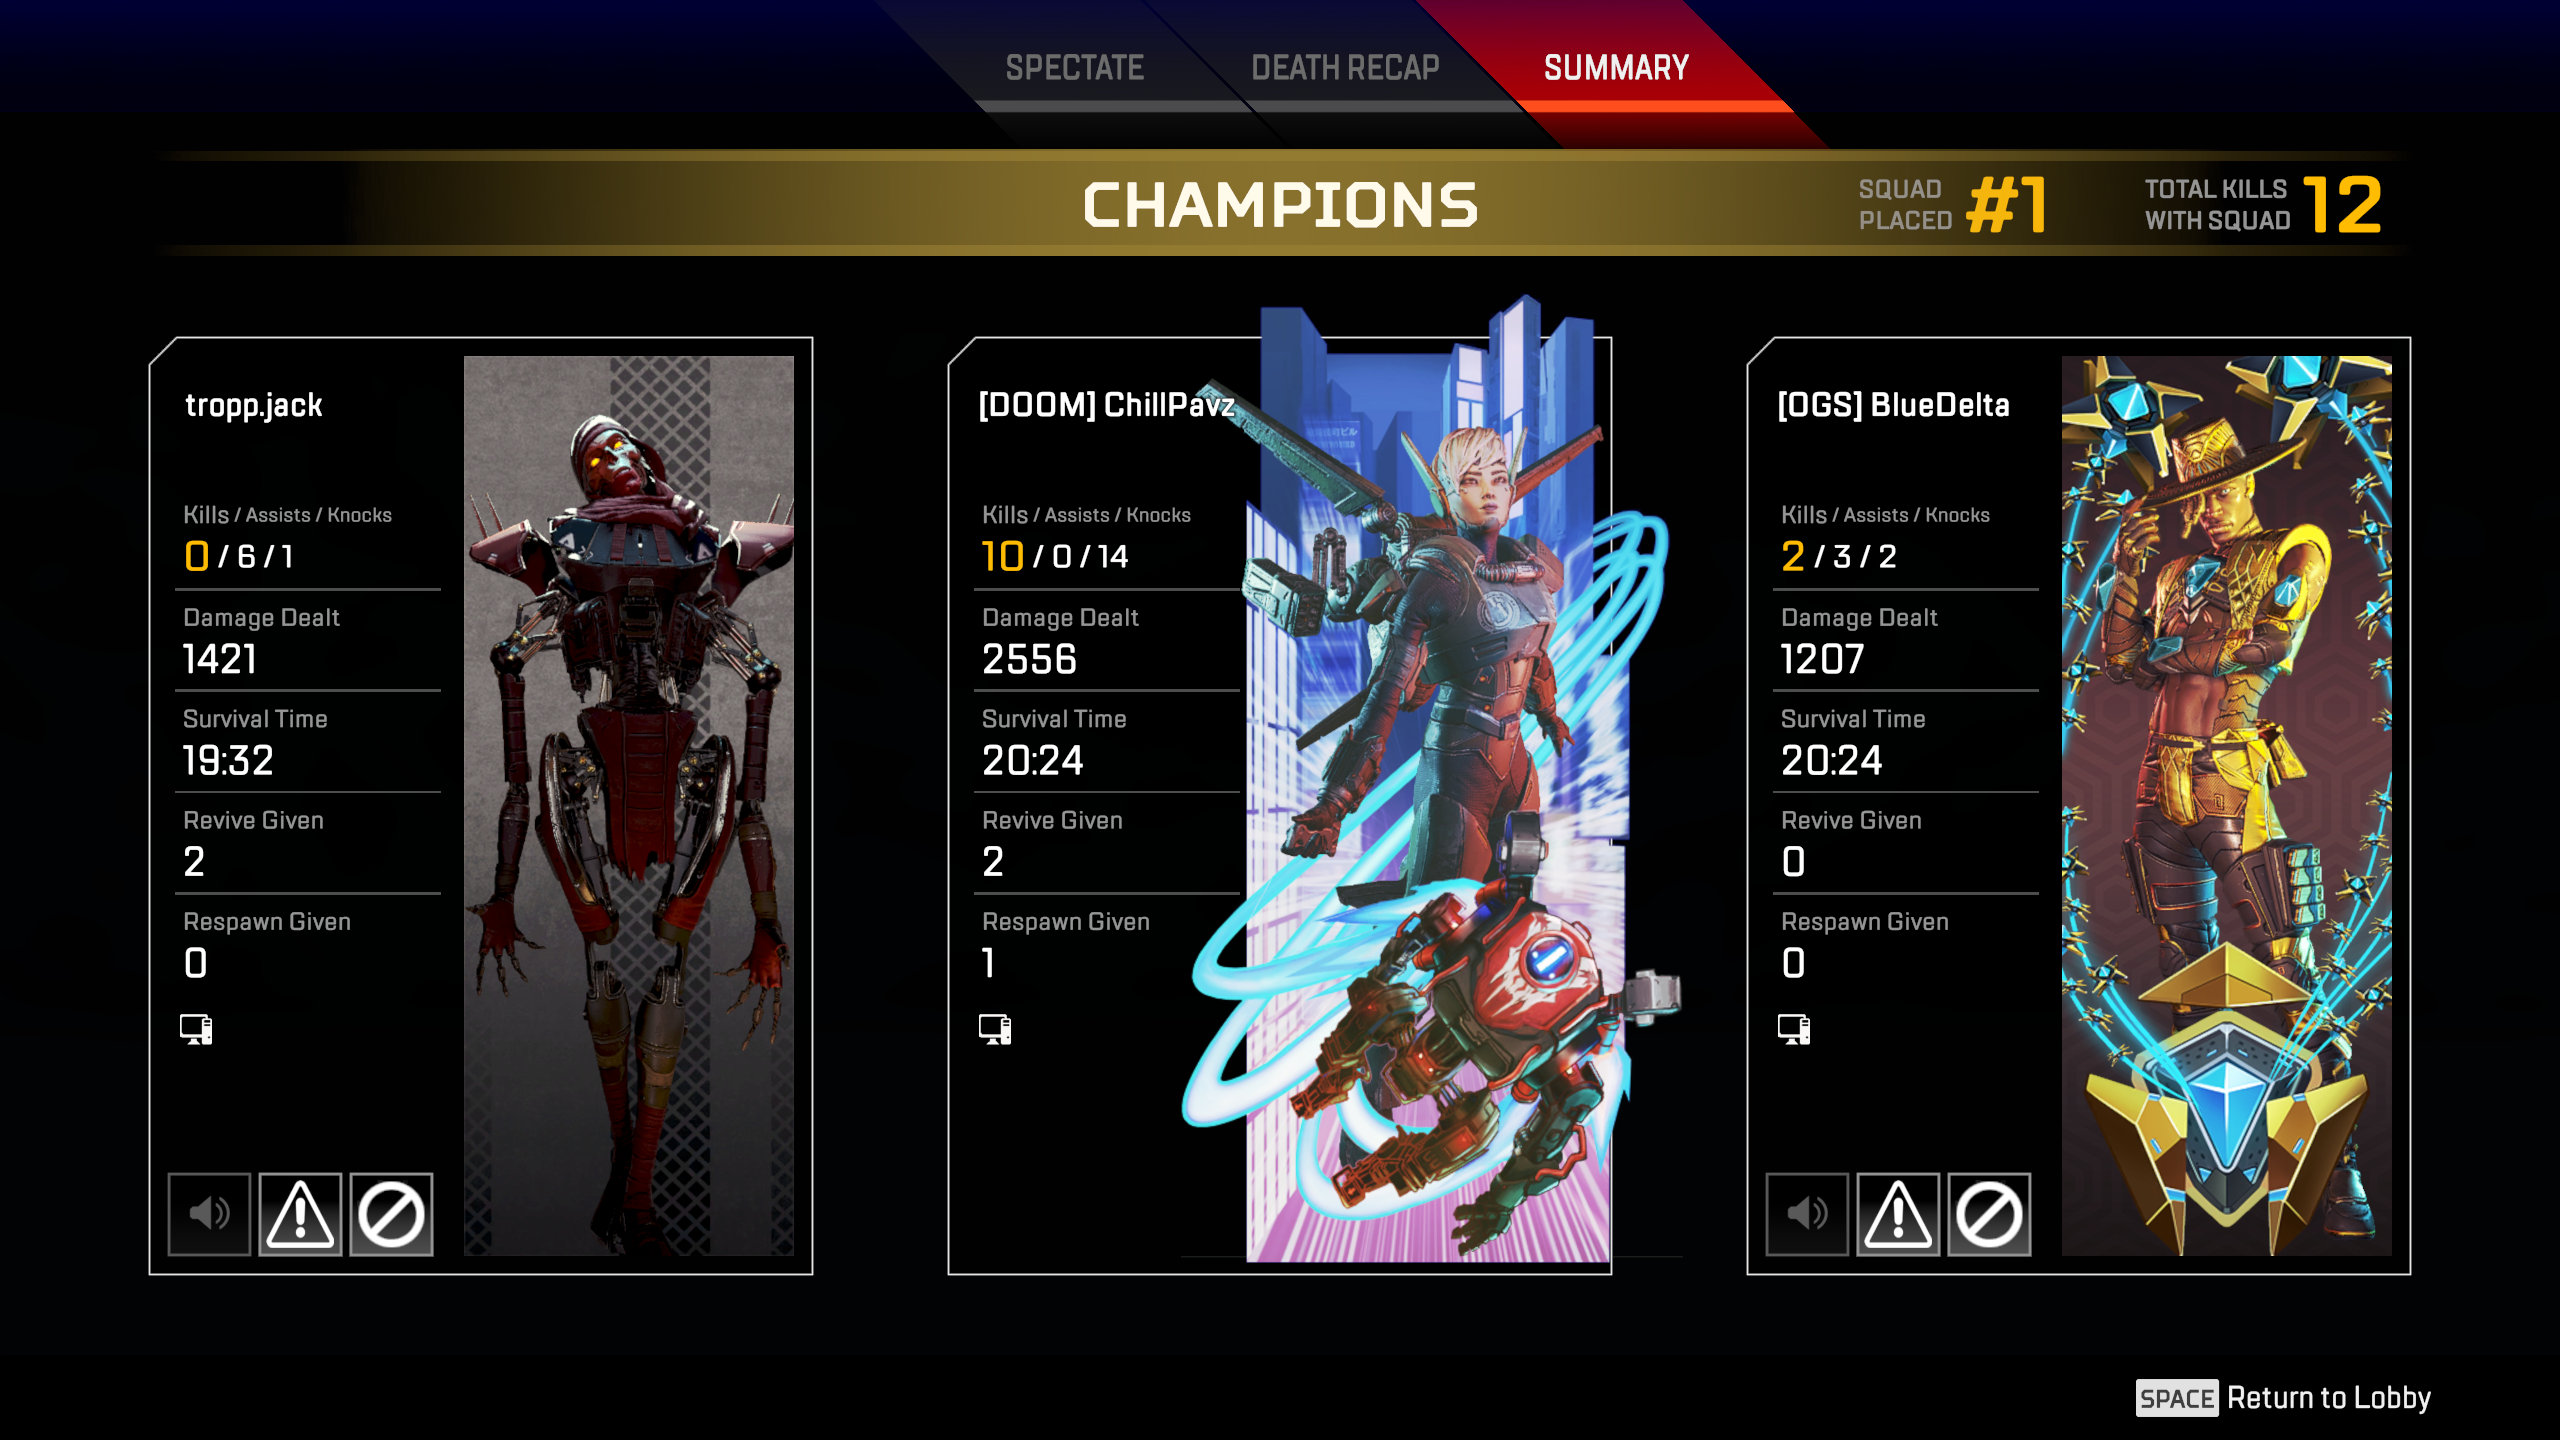 SPECTATE
DEATH RECAP
SUMMARY
CHAMPIONS
SQUAD PLACED #1
TOTAL KILLS WITH SQUAD 12
tropp.jack
Kills / Assists / Knocks
0 / 6 / 1
Damage Dealt
1421
Survival Time
19:32
Revive Given
2
Respawn Given
0
[DOOM] ChillPavz
Kills / Assists / Knocks
10 / 0 / 14
Damage Dealt
2556
Survival Time
20:24
Revive Given
2
Respawn Given
1
[OGS] BlueDelta
Kills / Assists / Knocks
2 / 3 / 2
Damage Dealt
1207
Survival Time
20:24
Revive Given
0
Respawn Given
0
SPACE Return to Lobby